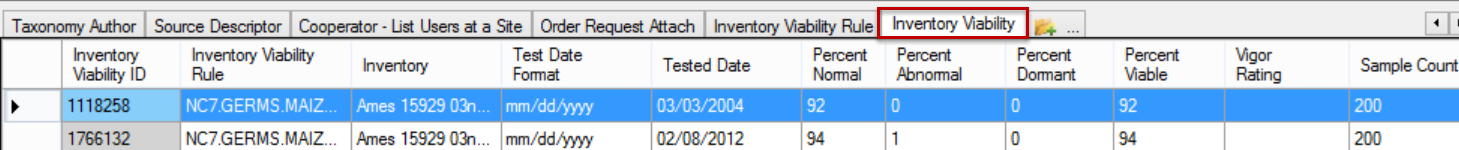 Taxonomy Author Source Descriptor Cooperator - List Users at a Site Order Request Attach Inventory Viability Rule Inventory Viability ...
Inventory Viability ID Inventory Viability Rule Inventory Test Date Format Tested Date Percent Normal Percent Abnormal Percent Dormant Percent Viable Vigor Rating Sample Count
1118258 NC7.GERMS.MAIZ... Ames 15929 03n... mm/dd/yyyy 03/03/2004 92 0 0 92 200
1766132 NC7.GERMS.MAIZ... Ames 15929 03n... mm/dd/yyyy 02/08/2012 94 1 0 94 200